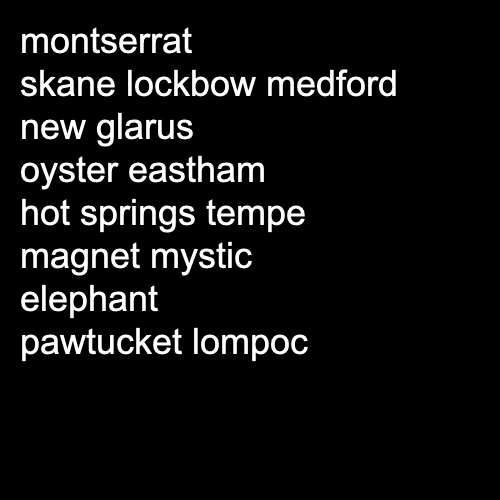 montserrat
skane lockbow medford
new glarus
oyster eastham
hot springs tempe
magnet mystic
elephant
pawtucket lompoc